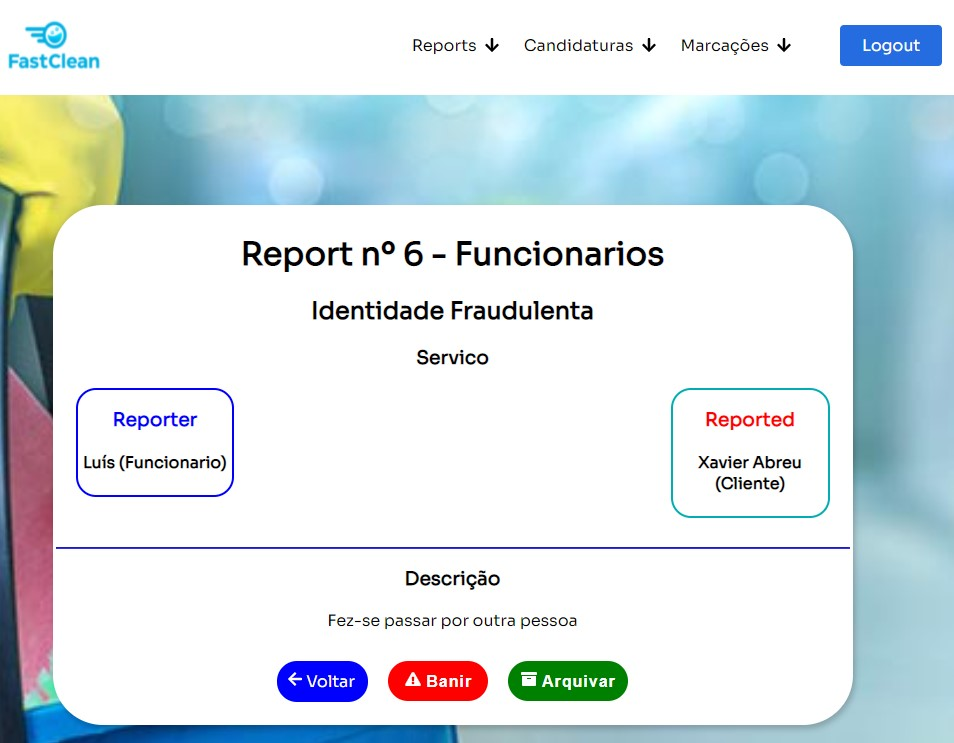 FastClean
Reports
Candidaturas
Marcações
Logout
Report nº 6 - Funcionarios
Identidade Fraudulenta
Servico
Reporter
Luís (Funcionario)
Reported
Xavier Abreu
(Cliente)
Descrição
Fez-se passar por outra pessoa
Voltar
Banir
Arquivar